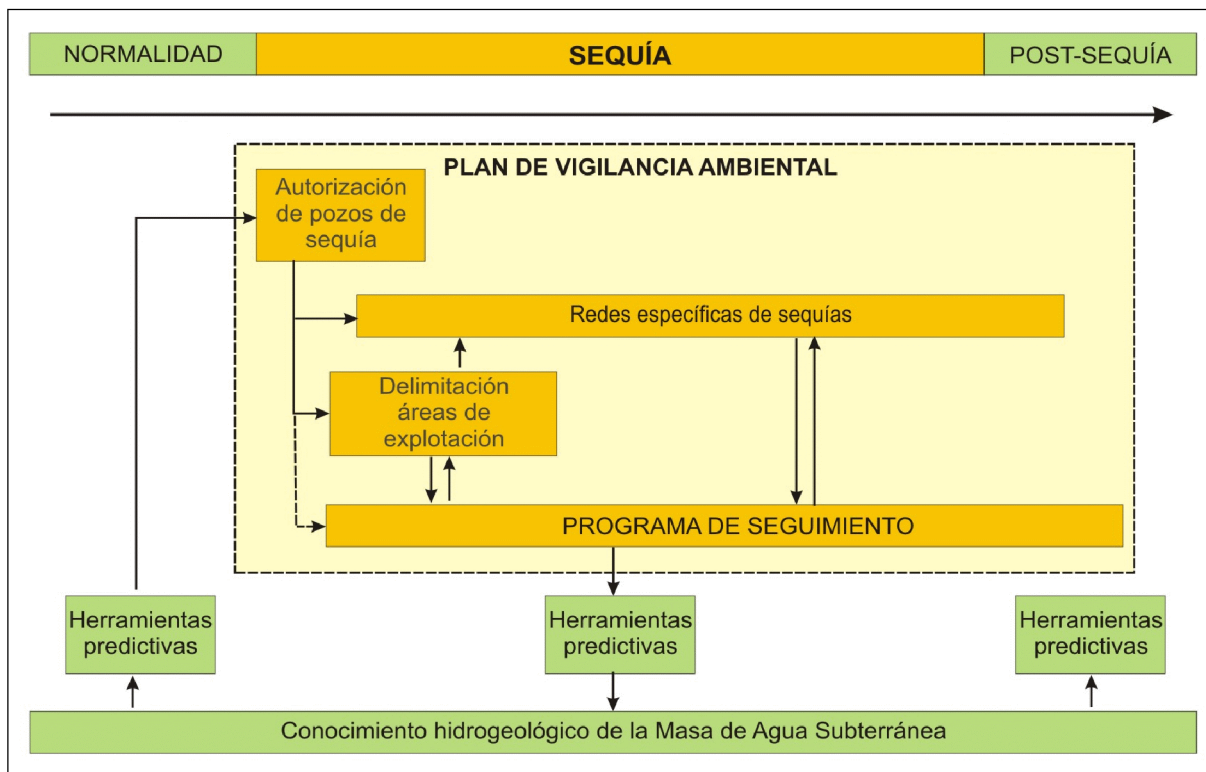 NORMALIDAD
SEQUÍA
POST-SEQUÍA
PLAN DE VIGILANCIA AMBIENTAL
Autorización
de pozos de
sequía
Redes específicas de sequías
Delimitación
áreas de
explotación
PROGRAMA DE SEGUIMIENTO
Herramientas
predictivas
Herramientas
predictivas
Herramientas
predictivas
Conocimiento hidrogeológico de la Masa de Agua Subterránea